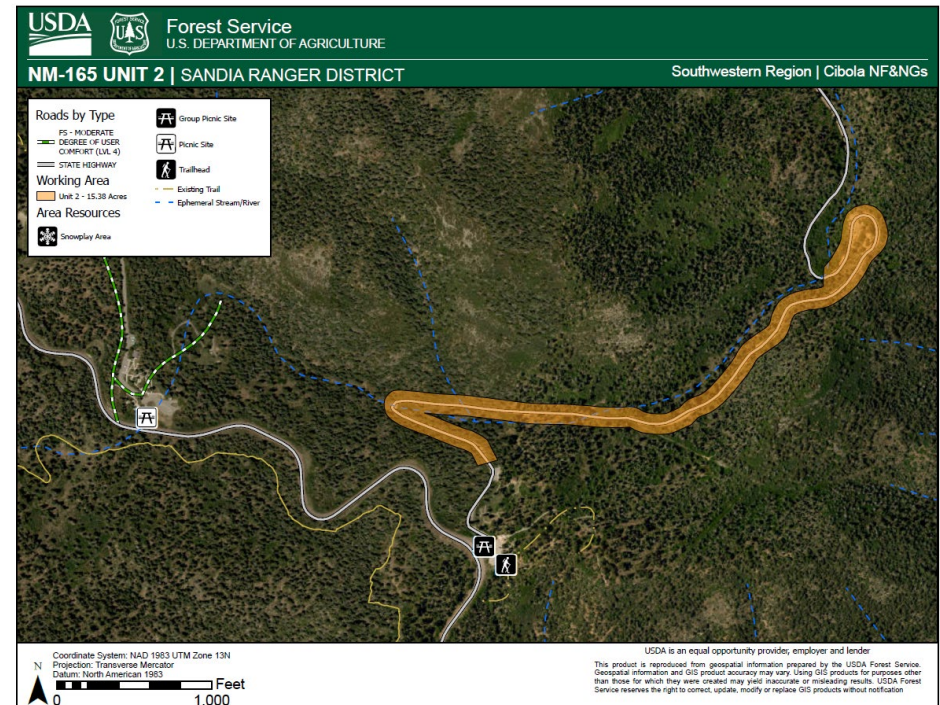 USDA
FOREST SERVICE
UAS
DEPARTMENT OF AGRICULTURE
Forest Service
U.S. DEPARTMENT OF AGRICULTURE
NM-165 UNIT 2 | SANDIA RANGER DISTRICT
Southwestern Region | Cibola NF&NGs
Roads by Type
FS - MODERATE
DEGREE OF USER
COMFORT (LVL 4)
STATE HIGHWAY
Working Area
Unit 2 - 15.38 Acres
Area Resources
Snowplay Area
Group Picnic Site
Picnic Site
Trailhead
Existing Trail
Ephemeral Stream/River
N
Coordinate System: NAD 1983 UTM Zone 13N
Projection: Transverse Mercator
Datum: North American 1983
Feet
0 1,000
USDA is an equal opportunity provider, employer and lender
This product is reproduced from geospatial information prepared by the USDA Forest Service.
Geospatial information and GIS product accuracy may vary. Using GIS products for purposes other
than those for which they were created may yield inaccurate or misleading results. USDA Forest
Service reserves the right to correct, update, modify or replace GIS products without notification